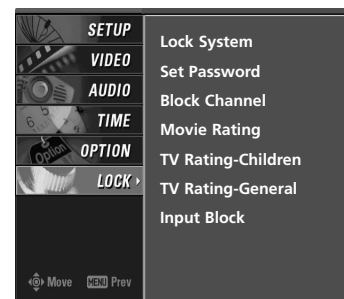 SETUP
VIDEO
AUDIO
TIME
OPTION
LOCK
Move MENU Prev
Lock System
Set Password
Block Channel
Movie Rating
TV Rating-Children
TV Rating-General
Input Block